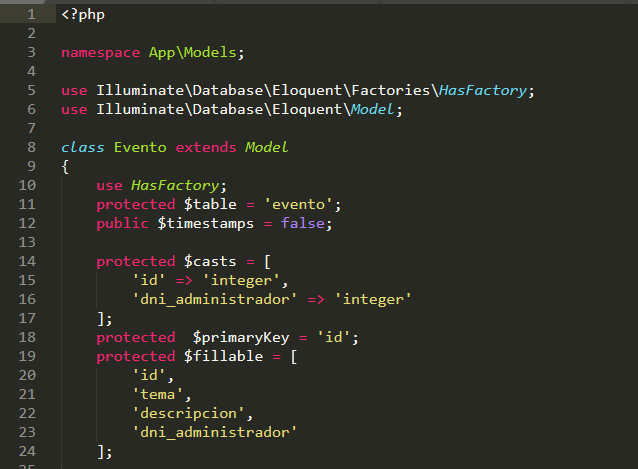 1 <?php
2
3 namespace App\Models;
4
5 use Illuminate\Database\Eloquent\Factories\HasFactory;
6 use Illuminate\Database\Eloquent\Model;
7
8 class Evento extends Model
9 {
10     use HasFactory;
11     protected $table = 'evento';
12     public $timestamps = false;
13
14     protected $casts = [
15         'id' => 'integer',
16         'dni_administrador' => 'integer'
17     ];
18     protected  $primaryKey = 'id';
19     protected $fillable = [
20         'id',
21         'tema',
22         'descripcion',
23         'dni_administrador'
24     ];